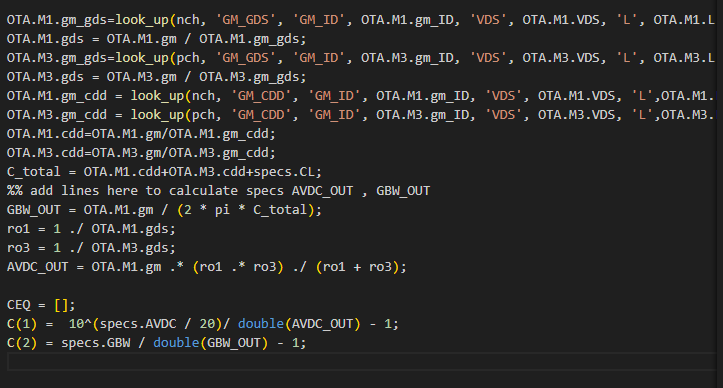 OTA.M1.gm_gds=look_up(nch, 'GM_GDS', 'GM_ID', OTA.M1.gm_ID, 'VDS', OTA.M1.VDS, 'L', OTA.M1.L
OTA.M1.gds = OTA.M1.gm / OTA.M1.gm_gds;
OTA.M3.gm_gds=look_up(pch, 'GM_GDS', 'GM_ID', OTA.M3.gm_ID, 'VDS', OTA.M3.VDS, 'L', OTA.M3.L
OTA.M3.gds = OTA.M3.gm / OTA.M3.gm_gds;
OTA.M1.gm_cdd = look_up(nch, 'GM_CDD', 'GM_ID', OTA.M1.gm_ID, 'VDS', OTA.M1.VDS, 'L',OTA.M1.
OTA.M3.gm_cdd = look_up(pch, 'GM_CDD', 'GM_ID', OTA.M3.gm_ID, 'VDS', OTA.M3.VDS, 'L',OTA.M3.
OTA.M1.cdd=OTA.M1.gm/OTA.M1.gm_cdd;
OTA.M3.cdd=OTA.M3.gm/OTA.M3.gm_cdd;
C_total = OTA.M1.cdd+OTA.M3.cdd+specs.CL;
%% add lines here to calculate specs AVDC_OUT , GBW_OUT
GBW_OUT = OTA.M1.gm / (2 * pi * C_total);
ro1 = 1 ./ OTA.M1.gds;
ro3 = 1 ./ OTA.M3.gds;
AVDC_OUT = OTA.M1.gm .* (ro1 .* ro3) ./ (ro1 + ro3);
CEQ = [];
C(1) =  10^(specs.AVDC / 20)/ double(AVDC_OUT) - 1;
C(2) = specs.GBW / double(GBW_OUT) - 1;